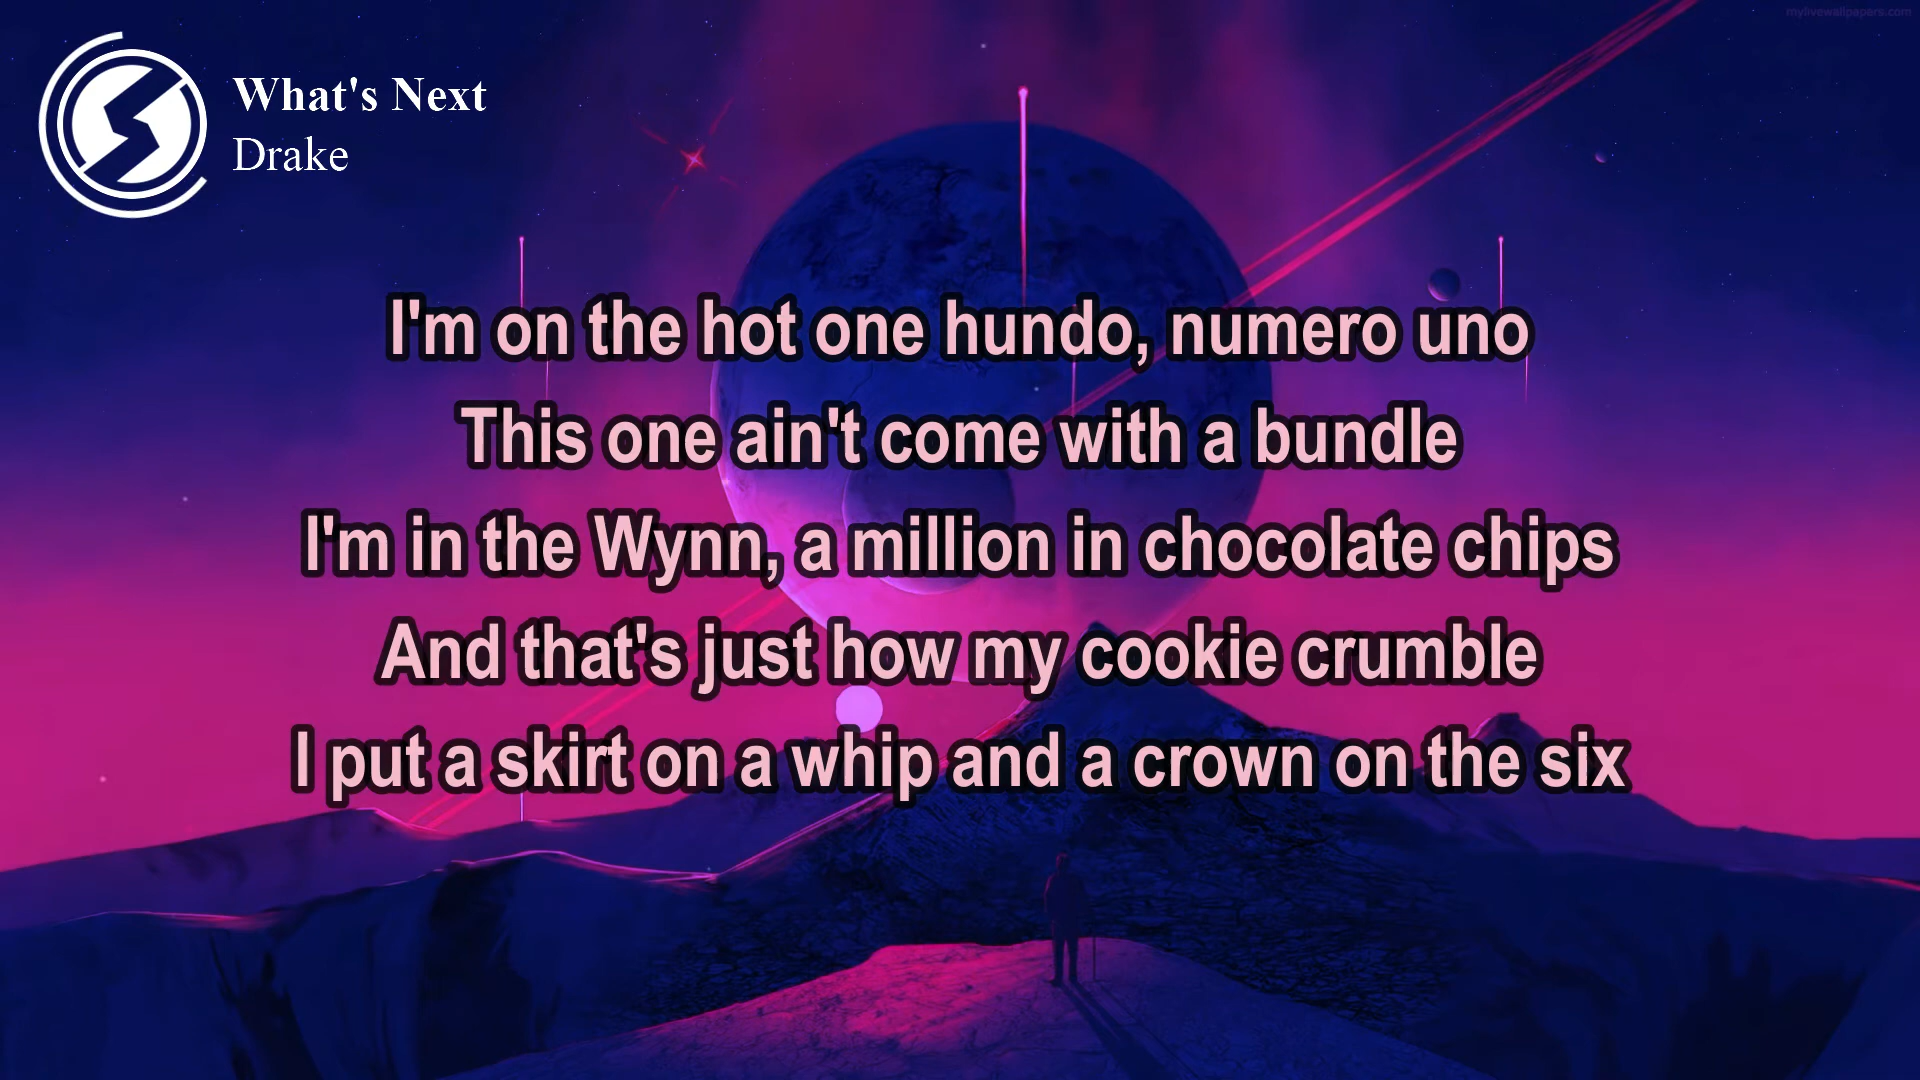 mylivewallpapers.com
What's Next
Drake
I'm on the hot one hundo, numero uno
This one ain't come with a bundle
I'm in the Wynn, a million in chocolate chips
And that's just how my cookie crumble
I put a skirt on a whip and a crown on the six